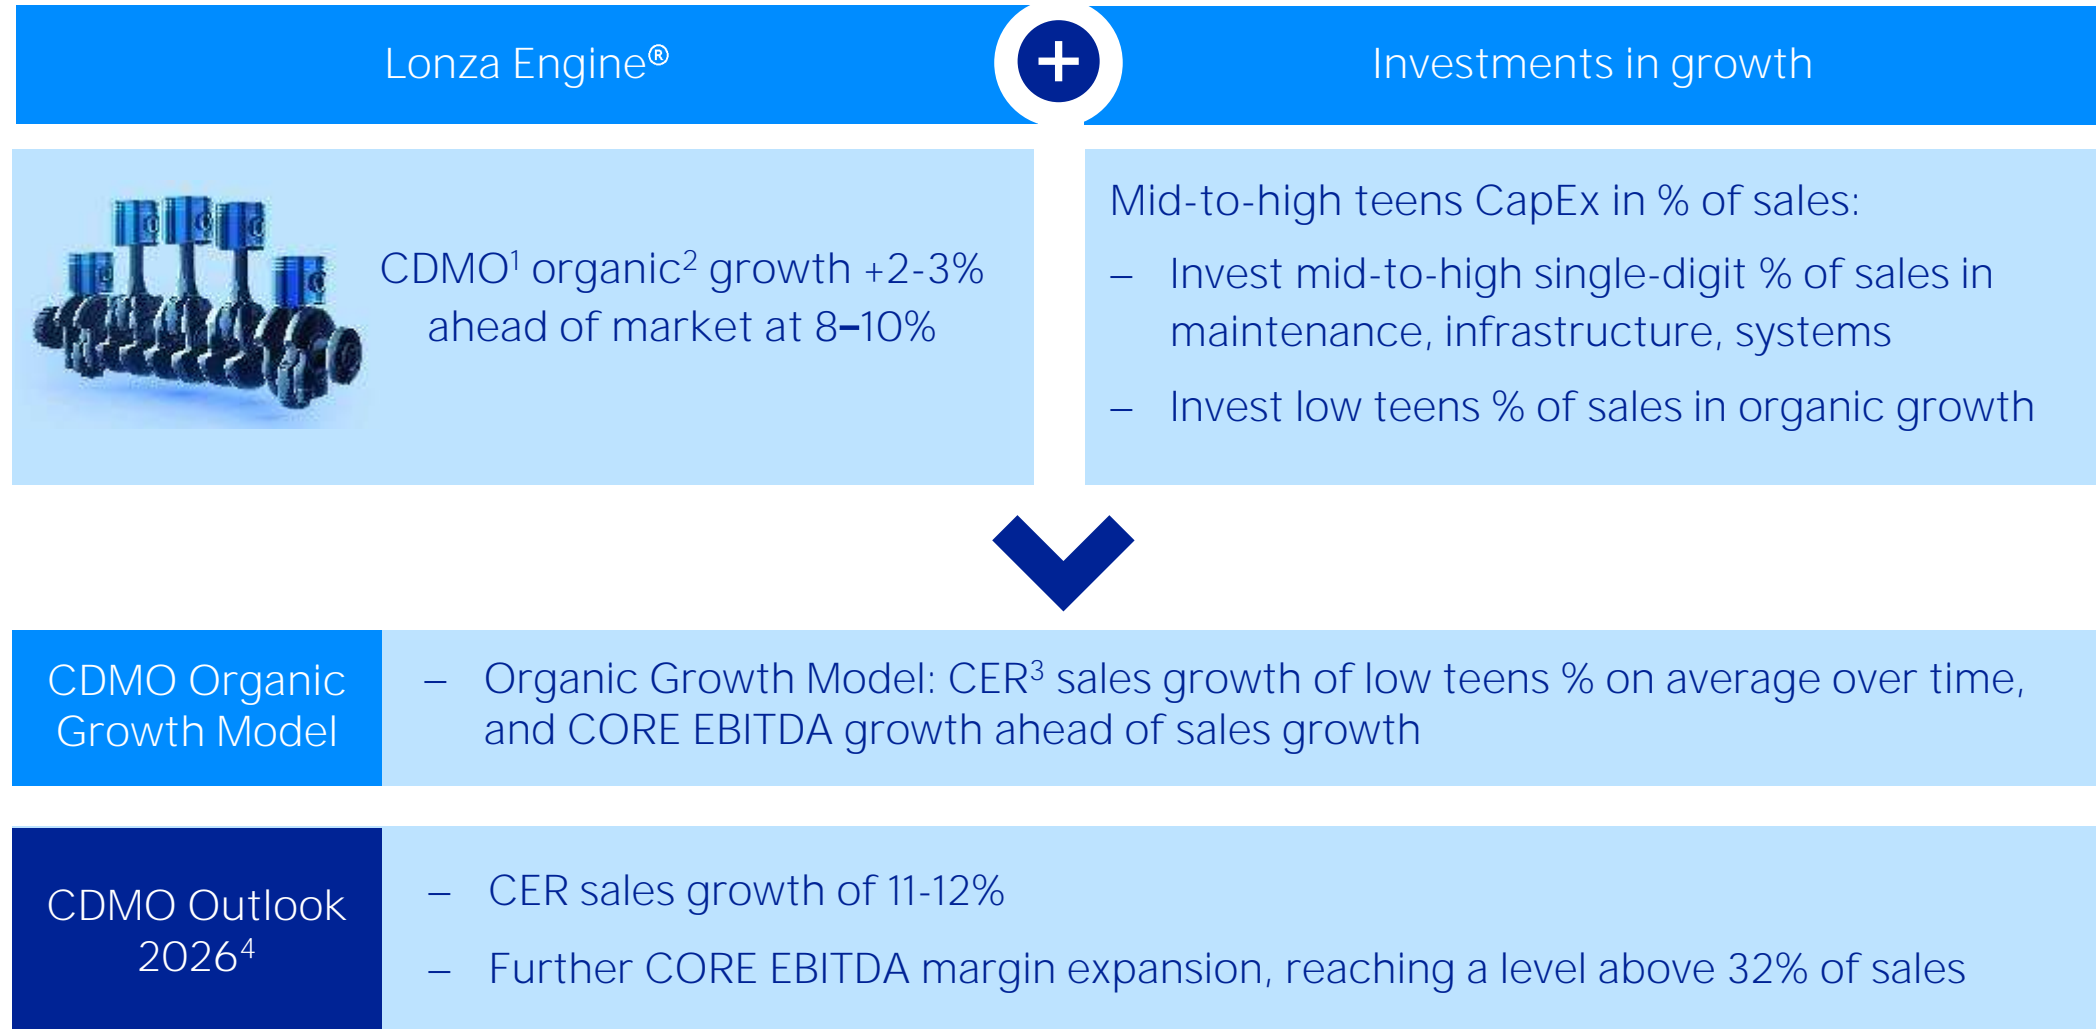 Lonza Engine®
+
Investments in growth
CDMO¹ organic² growth +2-3%
ahead of market at 8–10%
Mid-to-high teens CapEx in % of sales:
– Invest mid-to-high single-digit % of sales in
maintenance, infrastructure, systems
– Invest low teens % of sales in organic growth
CDMO Organic
Growth Model
– Organic Growth Model: CER³ sales growth of low teens % on average over time,
and CORE EBITDA growth ahead of sales growth
CDMO Outlook
2026⁴
– CER sales growth of 11-12%
– Further CORE EBITDA margin expansion, reaching a level above 32% of sales